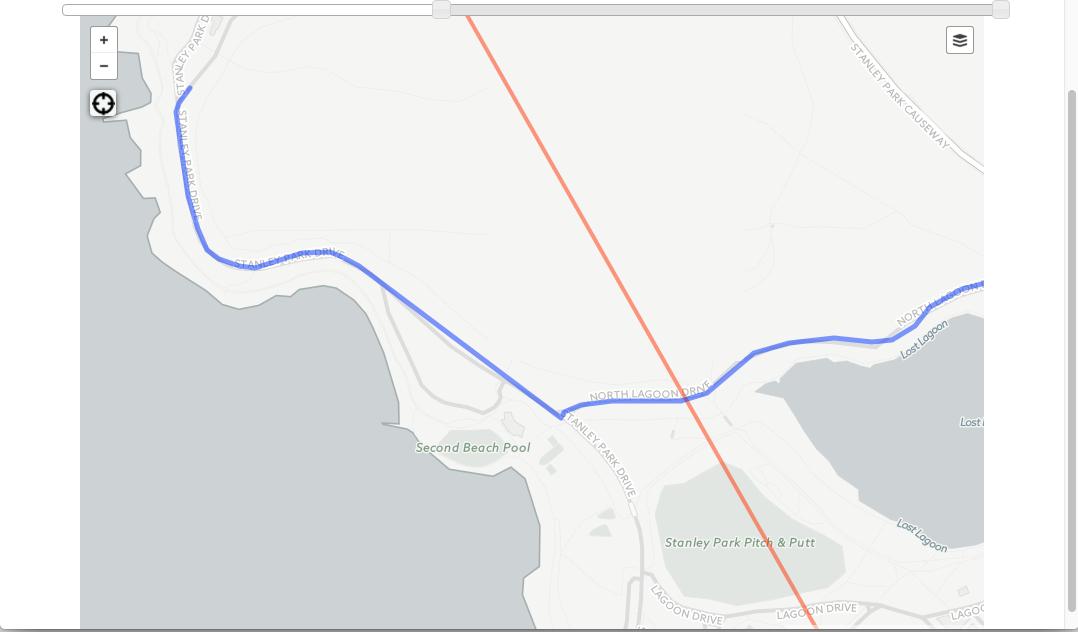 +
−
STANLEY PARK D
STANLEY PARK CAUSEWAY
STANLEY PARK DRIVE
STANLEY PARK DRIVE
NORTH LAGOON D
Lost Lagoon
NORTH LAGOON DRIVE
Lost L
STANLEY PARK DRIVE
Second Beach Pool
Lost Lagoon
Stanley Park Pitch & Putt
LAGOON DRIVE
LAGOON DRIVE
LAGOO